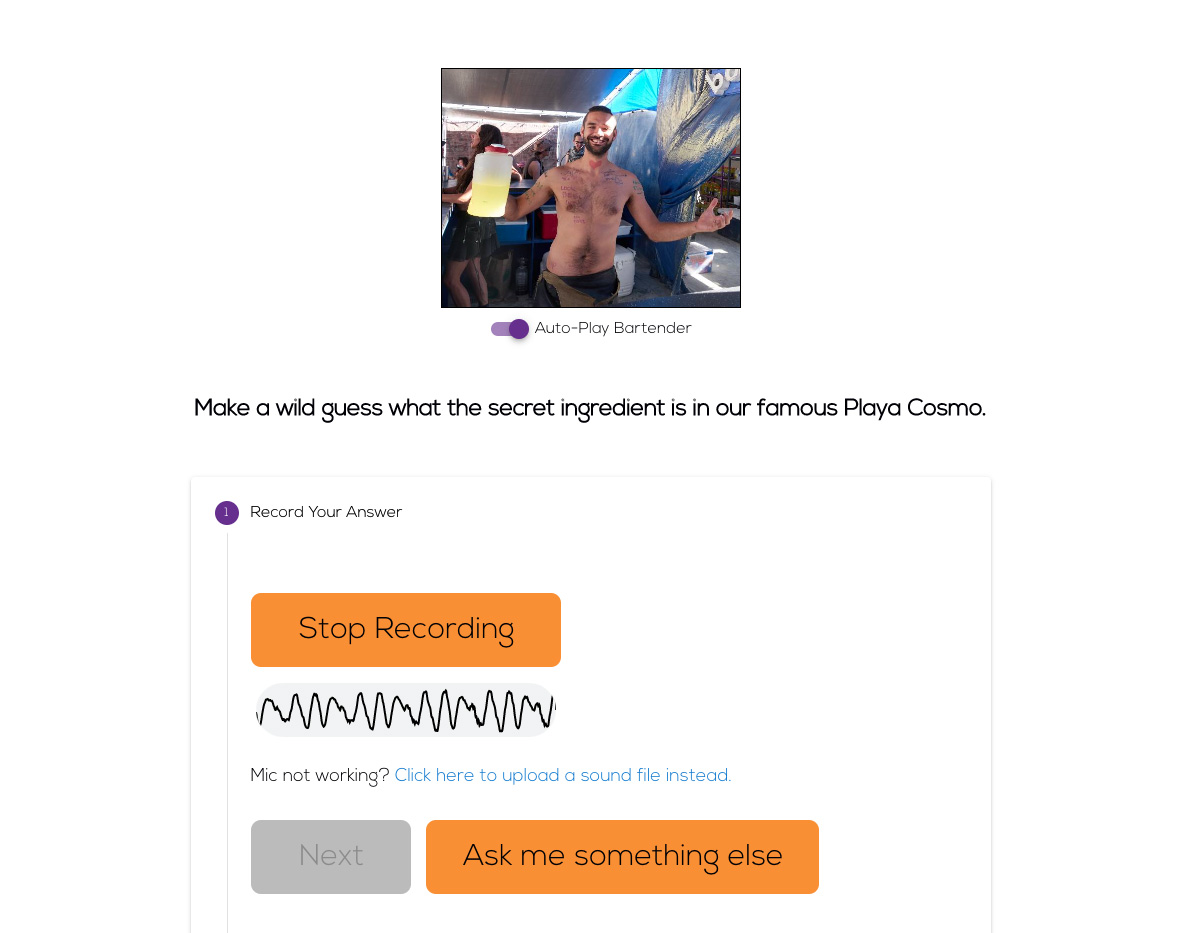 Auto-Play Bartender
Make a wild guess what the secret ingredient is in our famous Playa Cosmo.
1 Record Your Answer
Stop Recording
Mic not working? Click here to upload a sound file instead.
Next Ask me something else